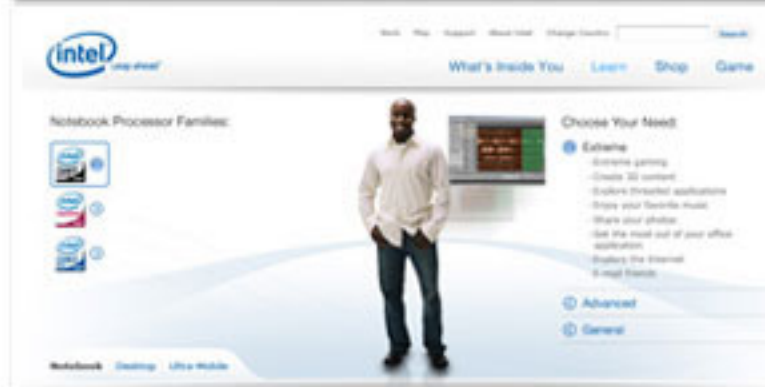 Work Play Support About Intel Change Country Search
intel
Leap ahead™
What's Inside You Learn Shop Game
Notebook Processor Families:
Choose Your Need:
Extreme
Extreme gaming
Create 3D content
Explore threaded applications
Enjoy your favorite music
Share your photos
Get the most out of your office
application
Explore the Internet
E-mail friends
Advanced
General
Notebook Desktop Ultra-Mobile